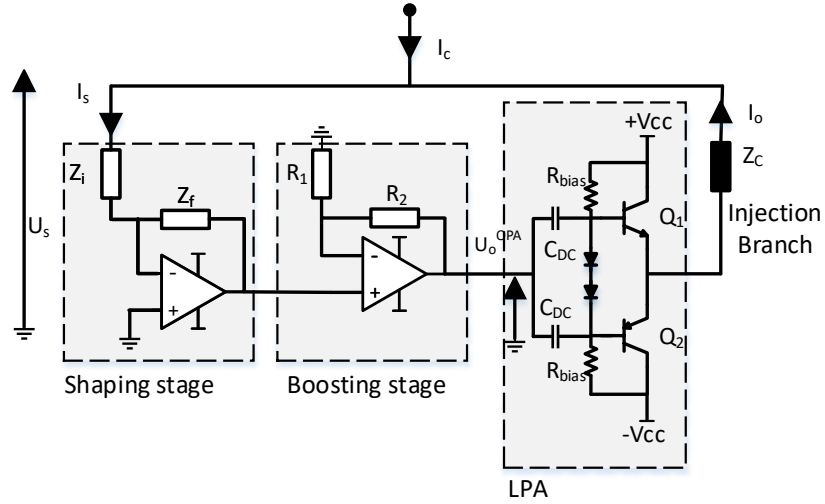 I_c
I_s
I_o
+Vcc
Z_i
Z_f
R_1
R_2
R_bias
Z_C
Q_1
Injection
Branch
U_s
U_o^OPA
C_DC
-
+
-
+
C_DC
Q_2
R_bias
-Vcc
Shaping stage
Boosting stage
LPA